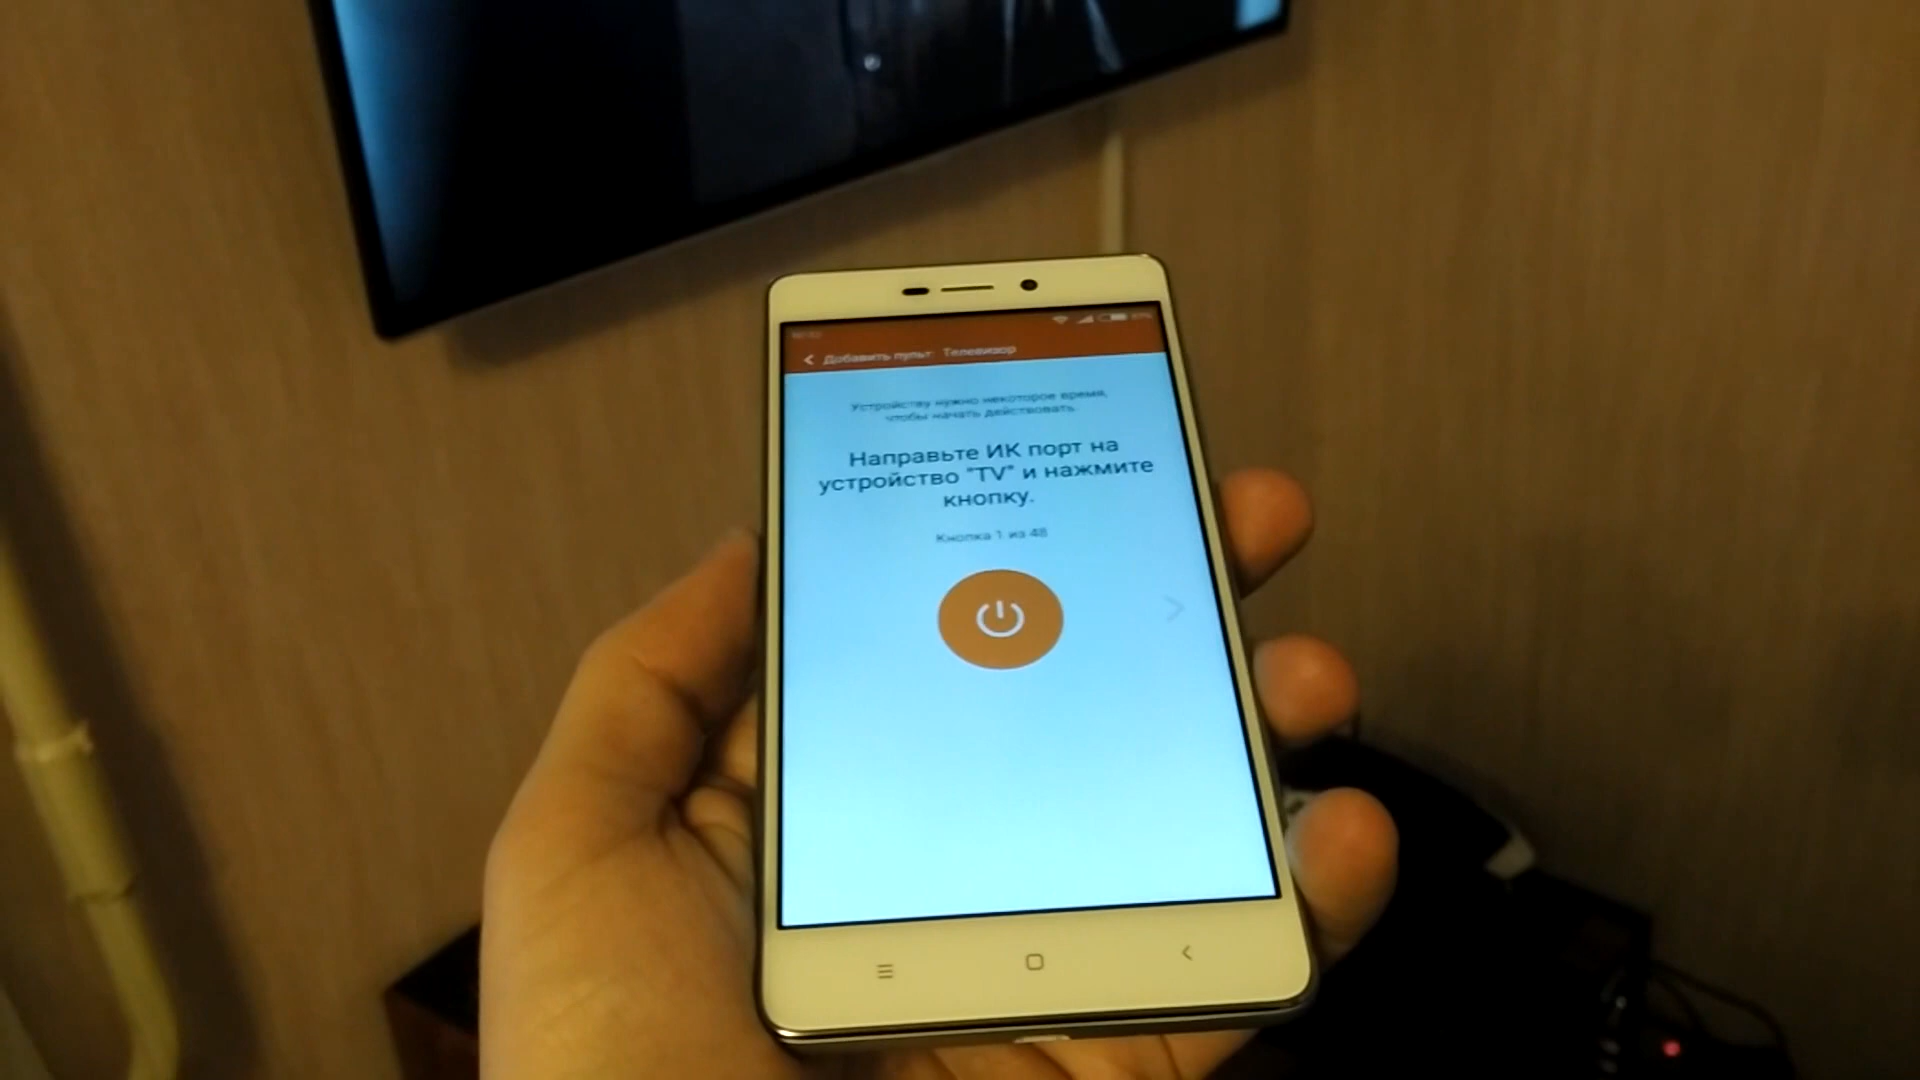 Добавить пульт: Телевизор
Устройству нужно некоторое время,
чтобы начать действовать
Направьте ИК порт на
устройство "TV" и нажмите
кнопку.
Кнопка 1 из 48